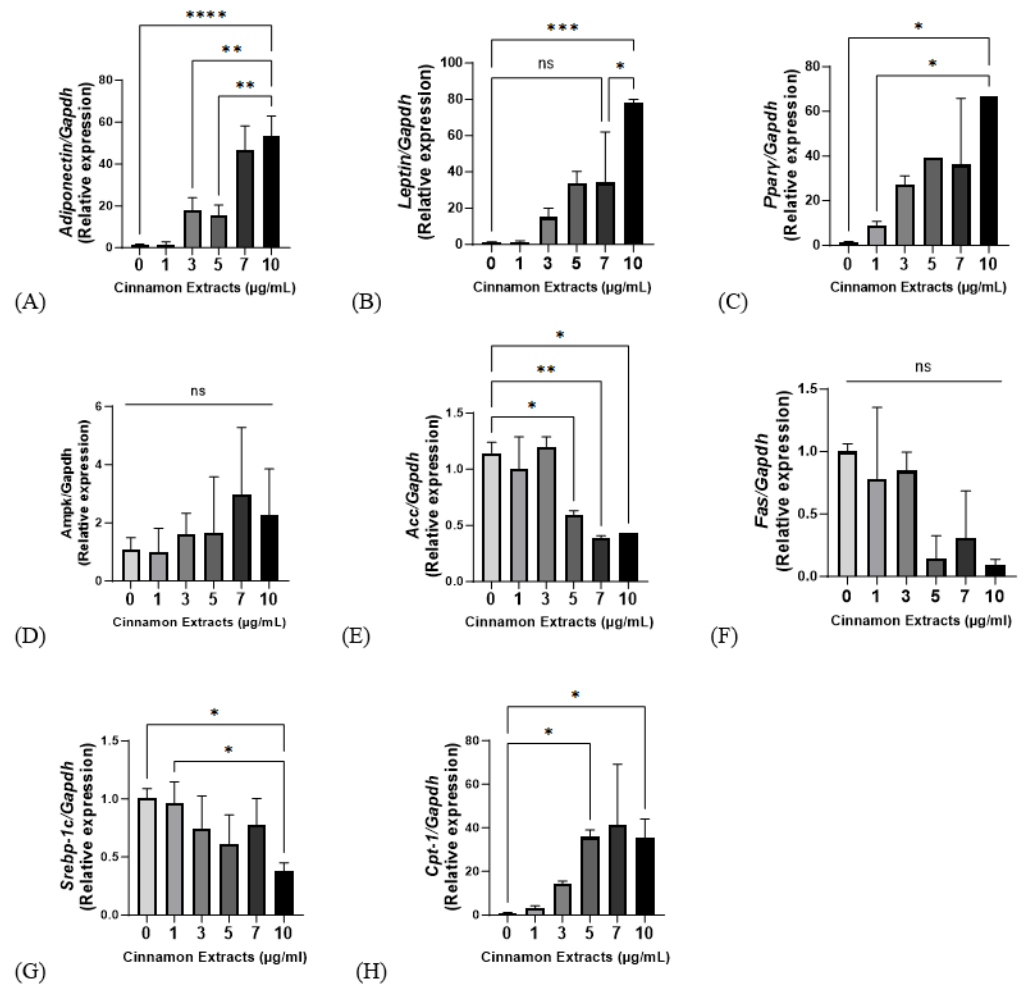 ****
**
**
Adiponectin/Gapdh
(Relative expression)
80
60
40
20
0
0 1 3 5 7 10
Cinnamon Extracts (µg/mL)
(A)
***
ns
*
Leptin/Gapdh
(Relative expression)
100
80
60
40
20
0
0 1 3 5 7 10
Cinnamon Extracts (µg/mL)
(B)
*
*
Pparγ/Gapdh
(Relative expression)
80
60
40
20
0
0 1 3 5 7 10
Cinnamon Extracts (µg/mL)
(C)
ns
Ampk/Gapdh
(Relative expression)
6
4
2
0
0 1 3 5 7 10
Cinnamon Extracts (µg/mL)
(D)
*
**
*
Acc/Gapdh
(Relative expression)
1.5
1.0
0.5
0.0
0 1 3 5 7 10
Cinnamon Extracts (µg/mL)
(E)
ns
Fas/Gapdh
(Relative expression)
1.5
1.0
0.5
0.0
0 1 3 5 7 10
Cinnamon Extracts (µg/ml)
(F)
*
*
Srebp-1c/Gapdh
(Relative expression)
1.5
1.0
0.5
0.0
0 1 3 5 7 10
Cinnamon Extracts (µg/ml)
(G)
*
*
Cpt-1/Gapdh
(Relative expression)
80
60
40
20
0
0 1 3 5 7 10
Cinnamon Extracts (µg/mL)
(H)